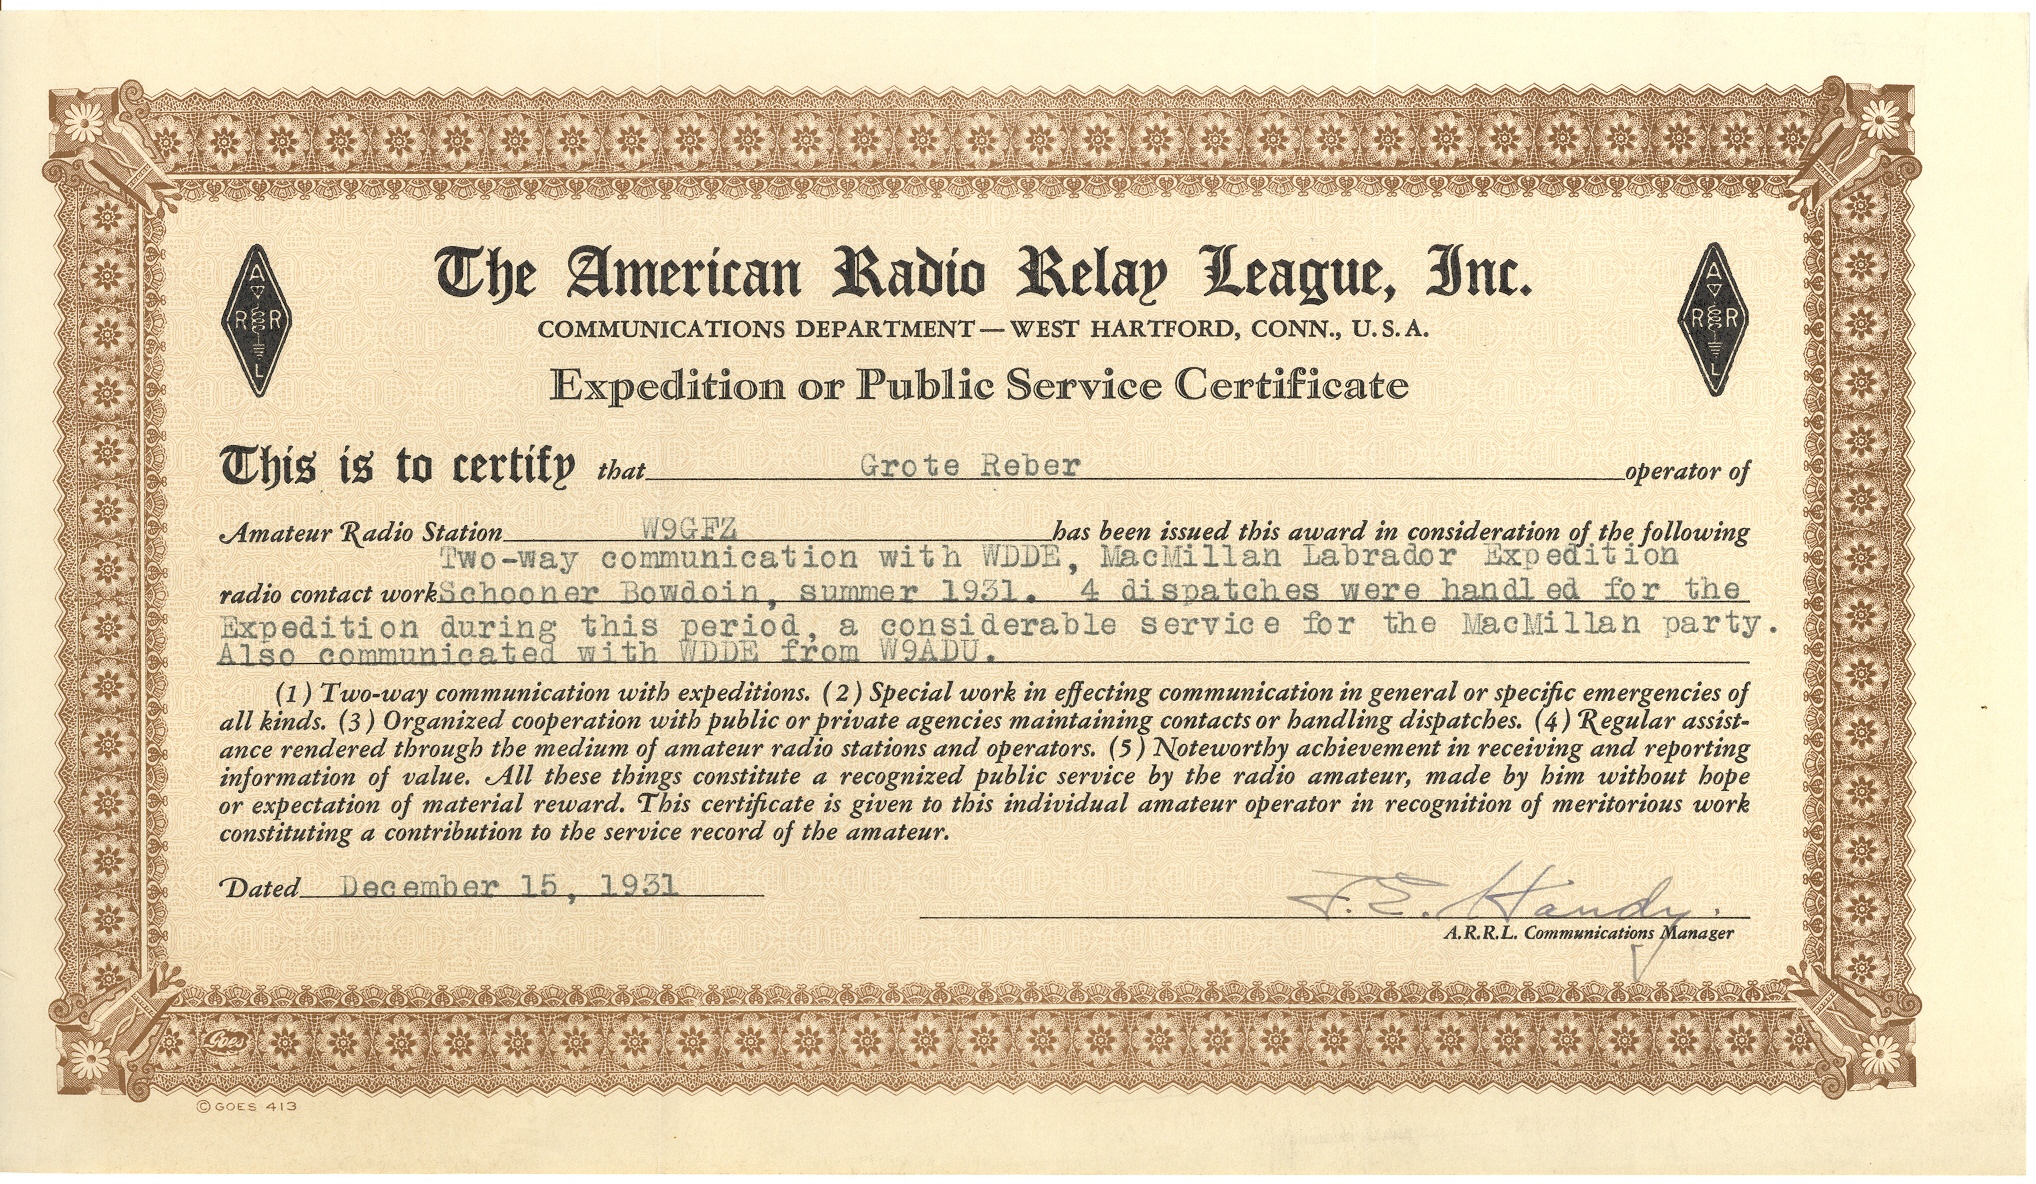 The American Radio Relay League, Inc.
COMMUNICATIONS DEPARTMENT — WEST HARTFORD, CONN., U.S.A.
Expedition or Public Service Certificate
A
R R
L
A
R R
L
This is to certify that Grote Reber operator of
Amateur Radio Station W9GFZ has been issued this award in consideration of the following
Two-way communication with WDDE, MacMillan Labrador Expedition
radio contact work Schooner Bowdoin, summer 1931. 4 dispatches were handled for the
Expedition during this period, a considerable service for the MacMillan party.
Also communicated with WDDE from W9ADU.
(1) Two-way communication with expeditions. (2) Special work in effecting communication in general or specific emergencies of
all kinds. (3) Organized cooperation with public or private agencies maintaining contacts or handling dispatches. (4) Regular assist-
ance rendered through the medium of amateur radio stations and operators. (5) Noteworthy achievement in receiving and reporting
information of value. All these things constitute a recognized public service by the radio amateur, made by him without hope
or expectation of material reward. This certificate is given to this individual amateur operator in recognition of meritorious work
constituting a contribution to the service record of the amateur.
Dated December 15, 1931
F. E. Handy.
A.R.R.L. Communications Manager
Goes
© GOES 413